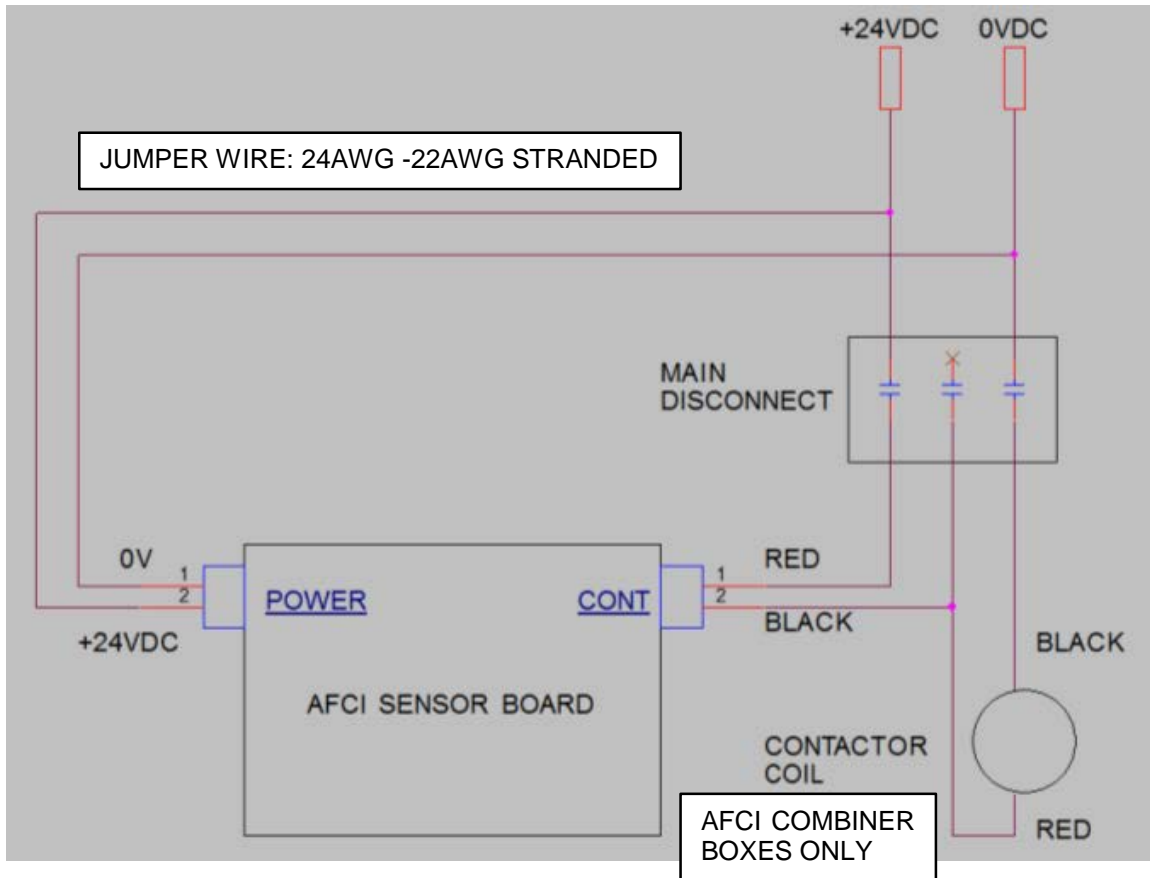 +24VDC 0VDC
JUMPER WIRE: 24AWG -22AWG STRANDED
MAIN
DISCONNECT
0V
1
2
+24VDC
POWER
CONT
1
2
RED
BLACK
AFCI SENSOR BOARD
BLACK
CONTACTOR
COIL
RED
AFCI COMBINER
BOXES ONLY